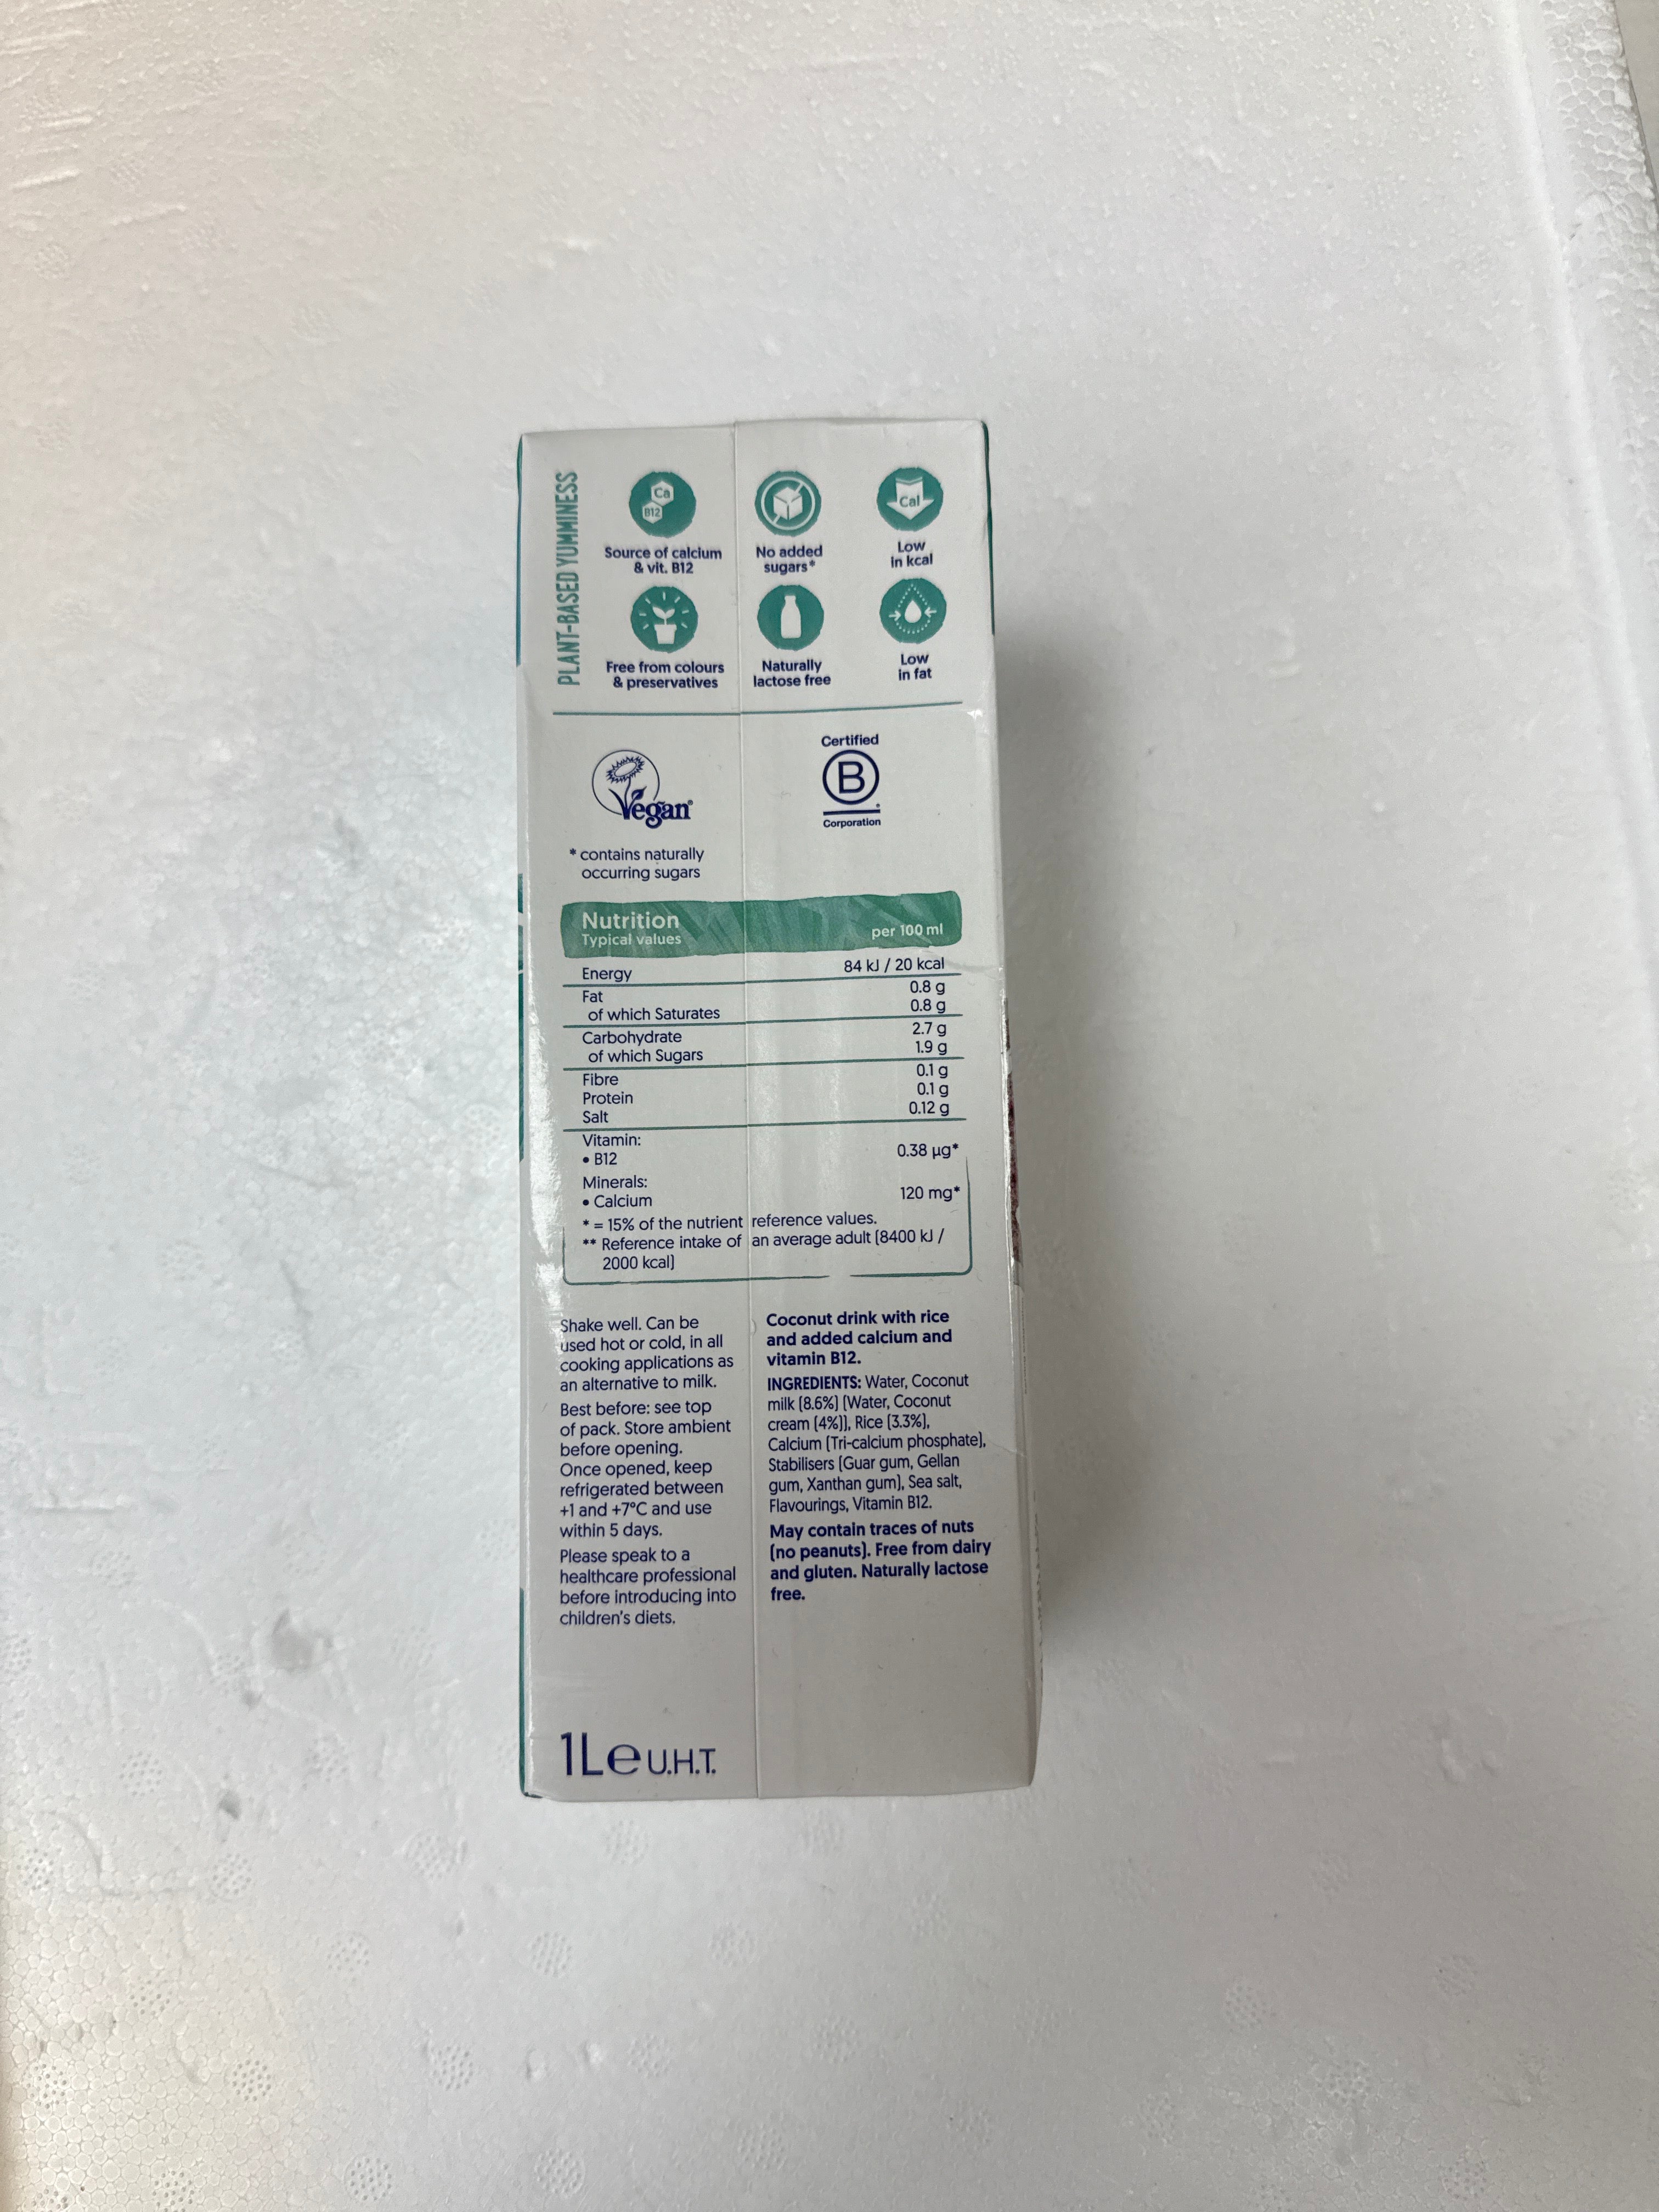 PLANT-BASED YUMMINESS
Ca
B12
Source of calcium
& vit. B12
No added
sugars*
Cal
Low
in kcal
Free from colours
& preservatives
Naturally
lactose free
Low
in fat
Vegan
Certified
B
Corporation
* contains naturally
occurring sugars
Nutrition
Typical values per 100 ml
Energy 84 kJ / 20 kcal
Fat 0.8 g
of which Saturates 0.8 g
Carbohydrate 2.7 g
of which Sugars 1.9 g
Fibre 0.1 g
Protein 0.1 g
Salt 0.12 g
Vitamin:
• B12 0.38 µg*
Minerals:
• Calcium 120 mg*
* = 15% of the nutrient reference values.
** Reference intake of an average adult (8400 kJ /
2000 kcal)
Shake well. Can be
used hot or cold, in all
cooking applications as
an alternative to milk.
Best before: see top
of pack. Store ambient
before opening.
Once opened, keep
refrigerated between
+1 and +7°C and use
within 5 days.
Please speak to a
healthcare professional
before introducing into
children's diets.
Coconut drink with rice
and added calcium and
vitamin B12.
INGREDIENTS: Water, Coconut
milk (8.6%) (Water, Coconut
cream (4%)), Rice (3.3%),
Calcium (Tri-calcium phosphate),
Stabilisers (Guar gum, Gellan
gum, Xanthan gum), Sea salt,
Flavourings, Vitamin B12.
May contain traces of nuts
(no peanuts). Free from dairy
and gluten. Naturally lactose
free.
1L e U.H.T.